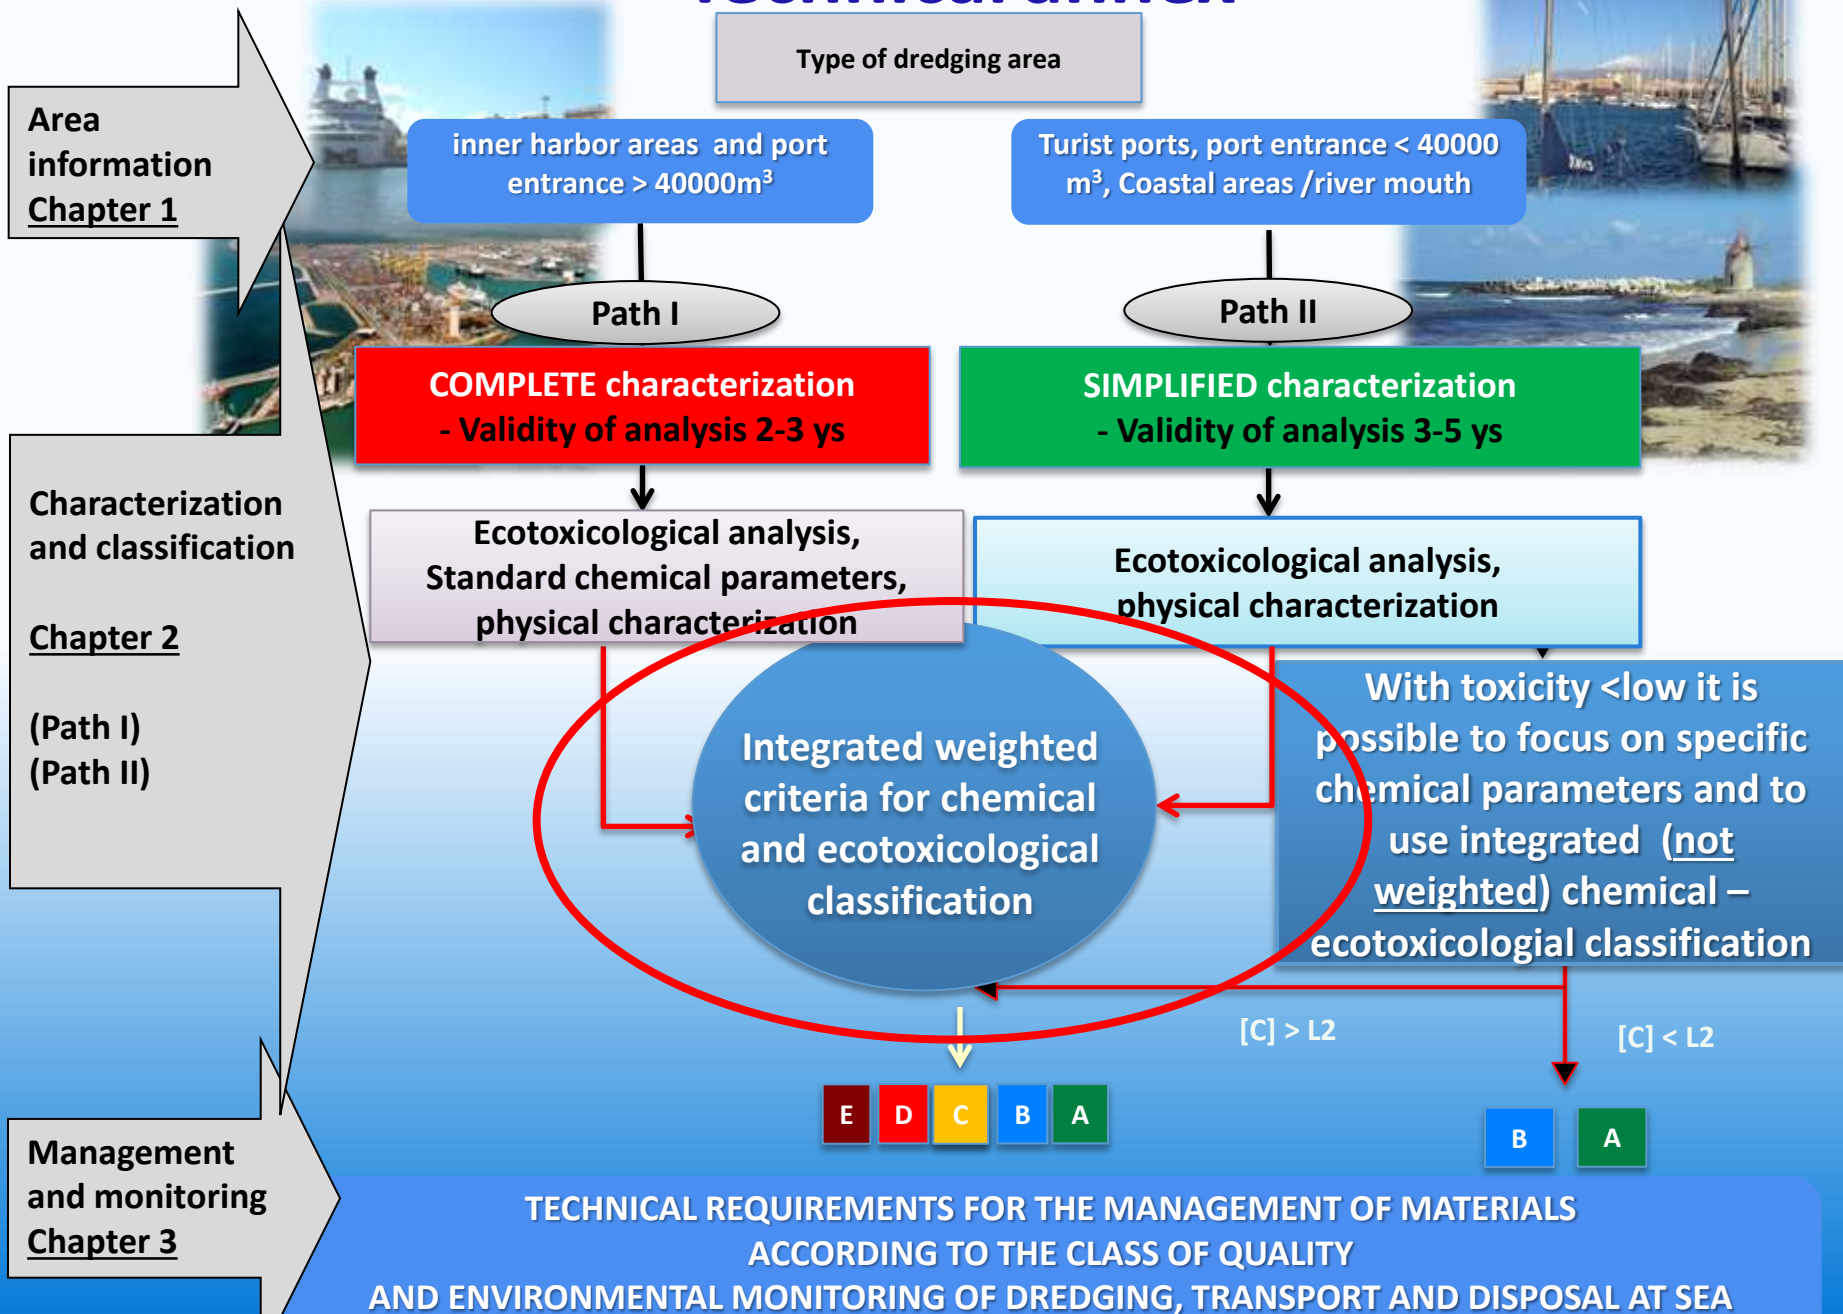 Technical annex
Type of dredging area
Area
information
Chapter 1
inner harbor areas and port
entrance > 40000m³
Turist ports, port entrance < 40000
m³, Coastal areas /river mouth
Path I
Path II
COMPLETE characterization
- Validity of analysis 2-3 ys
SIMPLIFIED characterization
- Validity of analysis 3-5 ys
Characterization
and classification
Chapter 2
(Path I)
(Path II)
Ecotoxicological analysis,
Standard chemical parameters,
physical characterization
Ecotoxicological analysis,
physical characterization
Integrated weighted
criteria for chemical
and ecotoxicological
classification
With toxicity <low it is
possible to focus on specific
chemical parameters and to
use integrated (not
weighted) chemical –
ecotoxicologial classification
[C] > L2
[C] < L2
E D C B A
B A
Management
and monitoring
Chapter 3
TECHNICAL REQUIREMENTS FOR THE MANAGEMENT OF MATERIALS
ACCORDING TO THE CLASS OF QUALITY
AND ENVIRONMENTAL MONITORING OF DREDGING, TRANSPORT AND DISPOSAL AT SEA